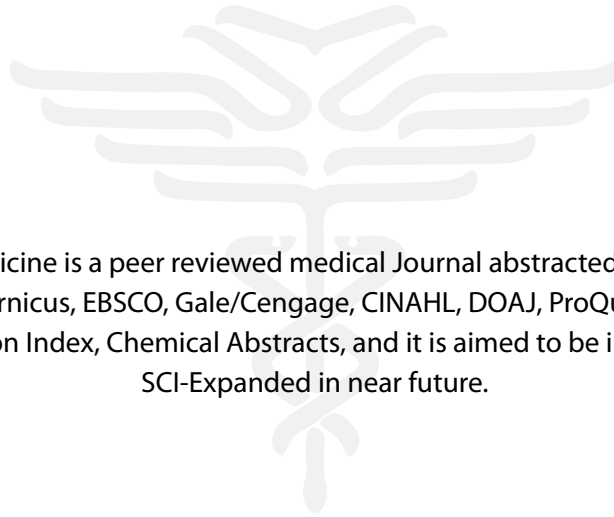 icine is a peer reviewed medical Journal abstracted
rnicus, EBSCO, Gale/Cengage, CINAHL, DOAJ, ProQu
on Index, Chemical Abstracts, and it is aimed to be i
SCI-Expanded in near future.